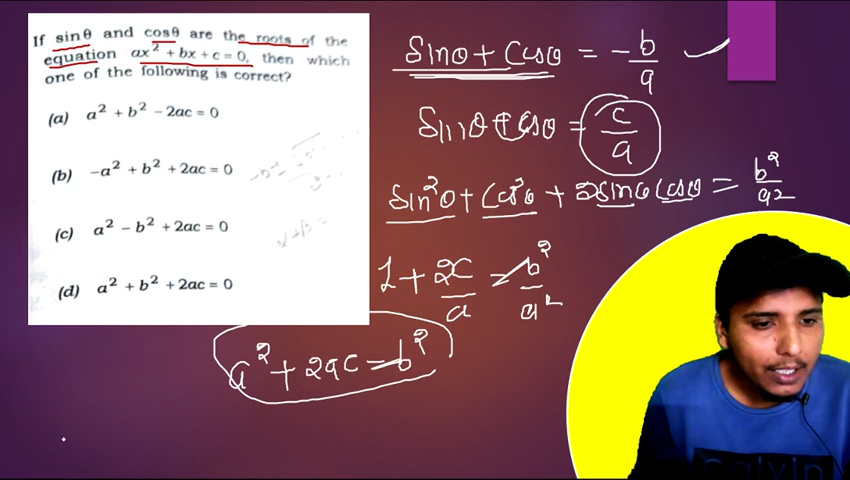 If sinθ and cosθ are the roots of the
equation ax² + bx + c = 0, then which
one of the following is correct?
(a) a² + b² − 2ac = 0
(b) −a² + b² + 2ac = 0
(c) a² − b² + 2ac = 0
(d) a² + b² + 2ac = 0
Sinθ + Cosθ = −b/a
Sinθ Cosθ = c/a
Sin²θ + Cos²θ + 2Sinθ Cosθ = b²/a²
1 + 2c/a = b²/a²
a² + 2ac = b²